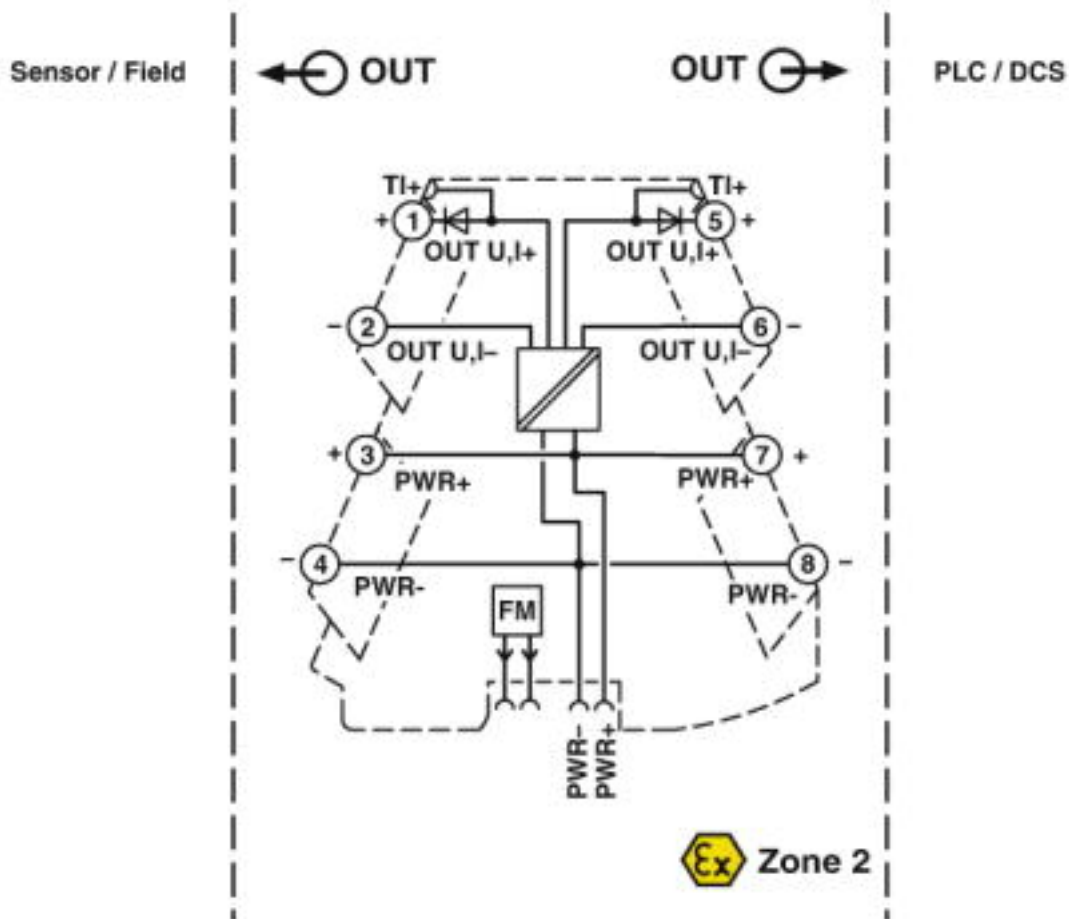 Sensor / Field
OUT
OUT
PLC / DCS
TI+
TI+
+ 1
5 +
OUT U,I+
OUT U,I+
– 2
6 –
OUT U,I–
OUT U,I–
+ 3
7 +
PWR+
PWR+
– 4
8 –
PWR-
PWR-
FM
PWR-
PWR+
Ex Zone 2